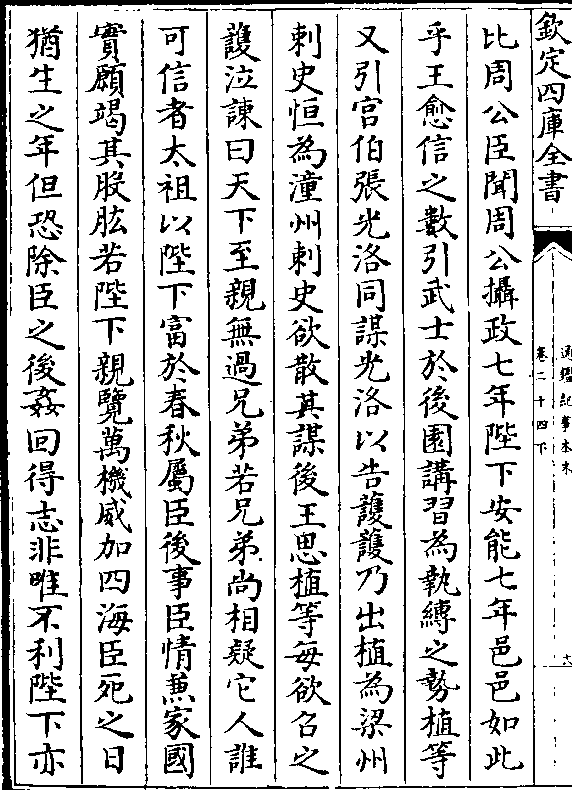 欽定四庫全書
通鑑紀事本末
卷二十四下
比周公臣聞周公攝政七年陛下安能七年邑邑如此
乎王愈信之數引武士於後園講習為執縛之勢植等
又引宮伯張光洛同謀光洛以告護護乃出植為梁州
刺史恒為潼州刺史欲散其謀後王思植等每欲召之
護泣諫曰天下至親無過兄弟若兄弟尚相疑它人誰
可信者太祖以陛下富於春秋屬臣後事臣情兼家國
實願竭其股肱若陛下親覽萬機威加四海臣死之日
猶生之年但恐除臣之後姦回得志非唯不利陛下亦